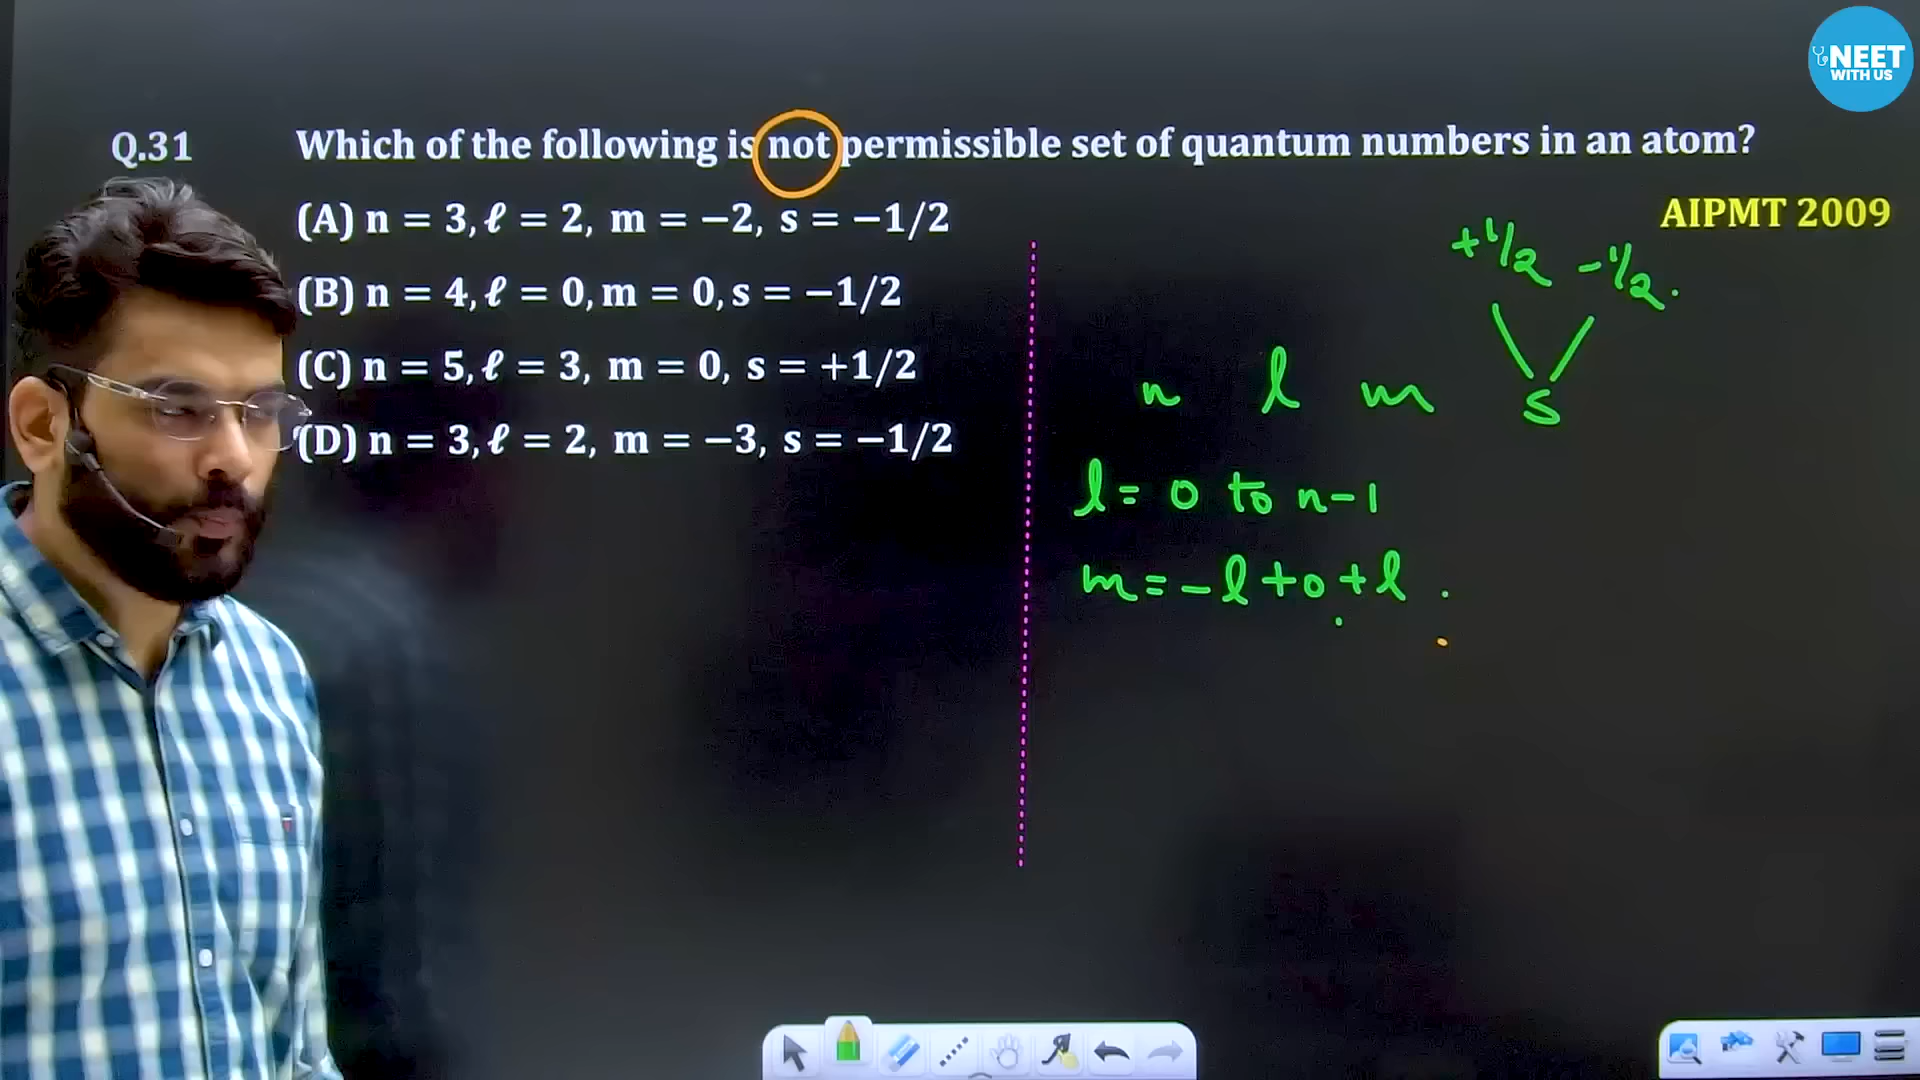 NEET
WITH US
Q.31 Which of the following is not permissible set of quantum numbers in an atom?
AIPMT 2009
(A) n = 3, ℓ = 2, m = −2, s = −1/2
(B) n = 4, ℓ = 0, m = 0, s = −1/2
(C) n = 5, ℓ = 3, m = 0, s = +1/2
(D) n = 3, ℓ = 2, m = −3, s = −1/2
+1/2 -1/2.
n l m s
l = 0 to n-1
m = -l +0 +l .